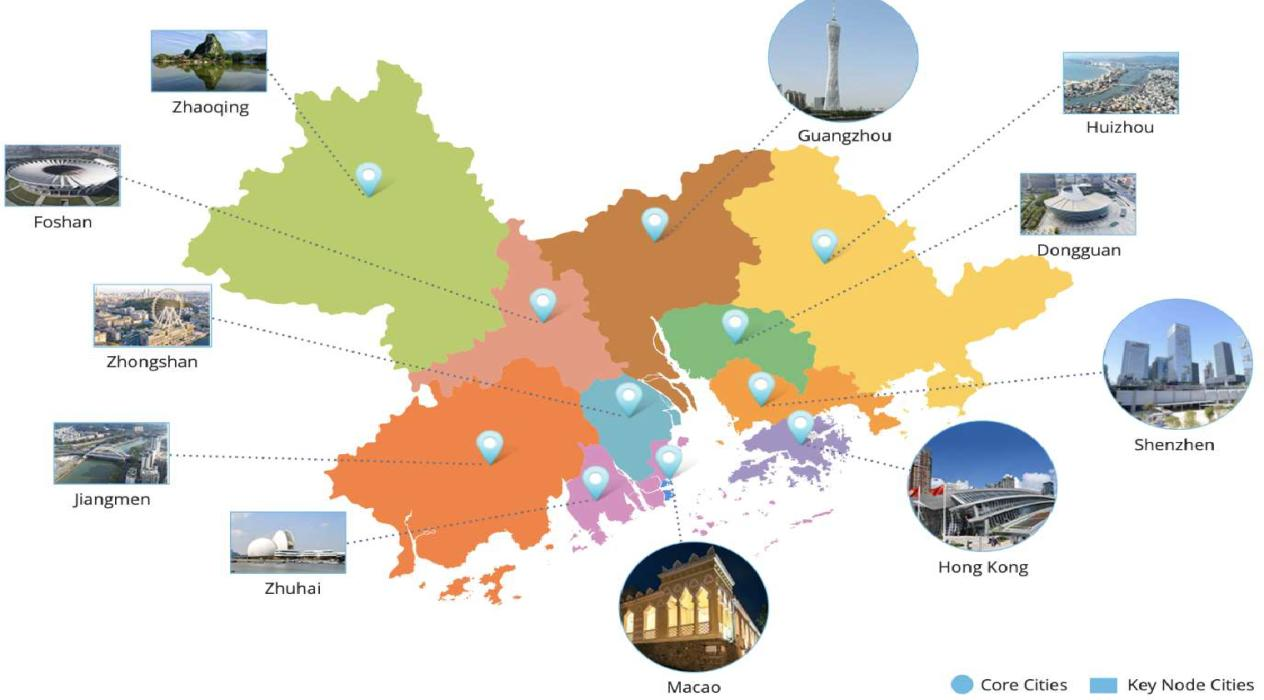 Zhaoqing
Guangzhou
Huizhou
Foshan
Dongguan
Zhongshan
Shenzhen
Jiangmen
Hong Kong
Zhuhai
Macao
Core Cities
Key Node Cities